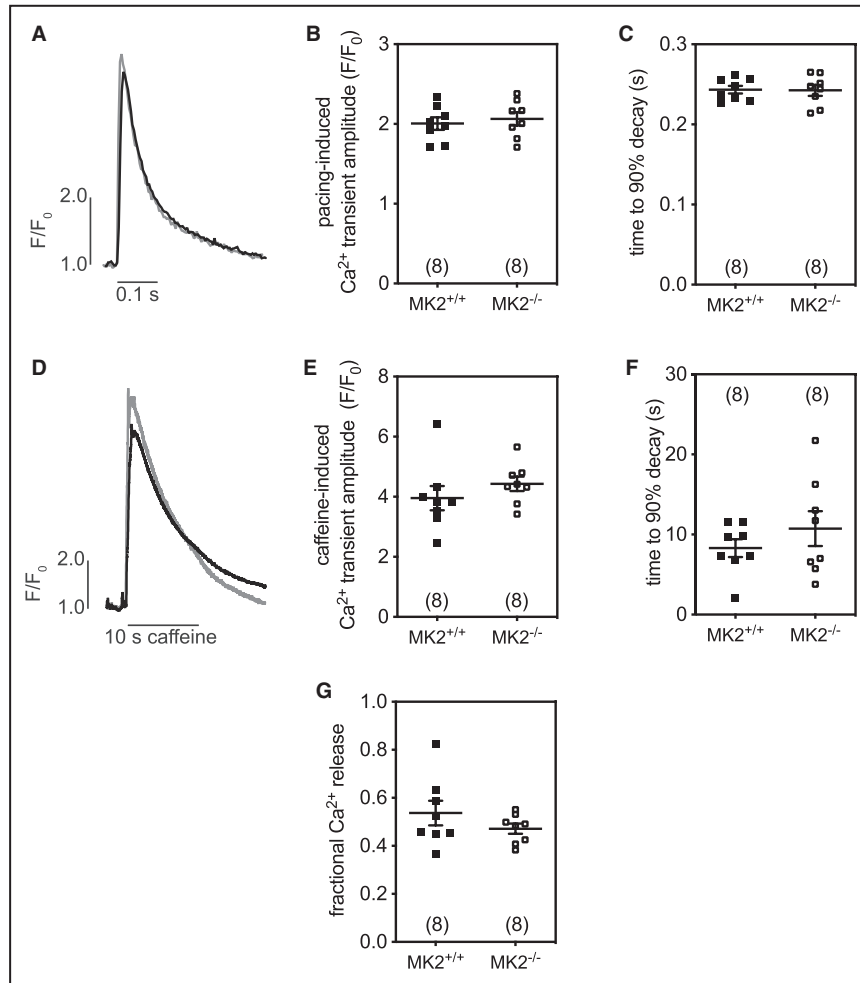 A
2.0
F/F0
1.0
0.1 s
B
pacing-induced
Ca2+ transient amplitude (F/F0)
3
2
1
0
(8)
(8)
MK2+/+
MK2-/-
C
time to 90% decay (s)
0.3
0.2
0.1
0.0
(8)
(8)
MK2+/+
MK2-/-
D
2.0
F/F0
1.0
10 s caffeine
E
caffeine-induced
Ca2+ transient amplitude (F/F0)
8
6
4
2
0
(8)
(8)
MK2+/+
MK2-/-
F
time to 90% decay (s)
30
20
10
0
(8)
(8)
MK2+/+
MK2-/-
G
fractional Ca2+ release
1.0
0.8
0.6
0.4
0.2
0.0
(8)
(8)
MK2+/+
MK2-/-